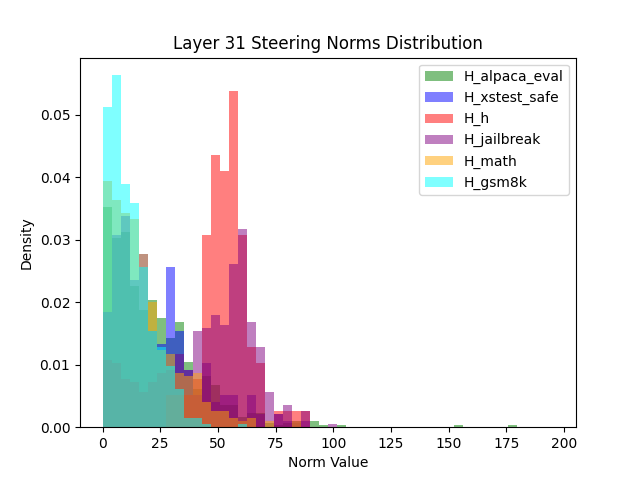 Layer 31 Steering Norms Distribution
H_alpaca_eval
H_xstest_safe
H_h
H_jailbreak
H_math
H_gsm8k
Density
0.05
0.04
0.03
0.02
0.01
0.00
0 25 50 75 100 125 150 175 200
Norm Value